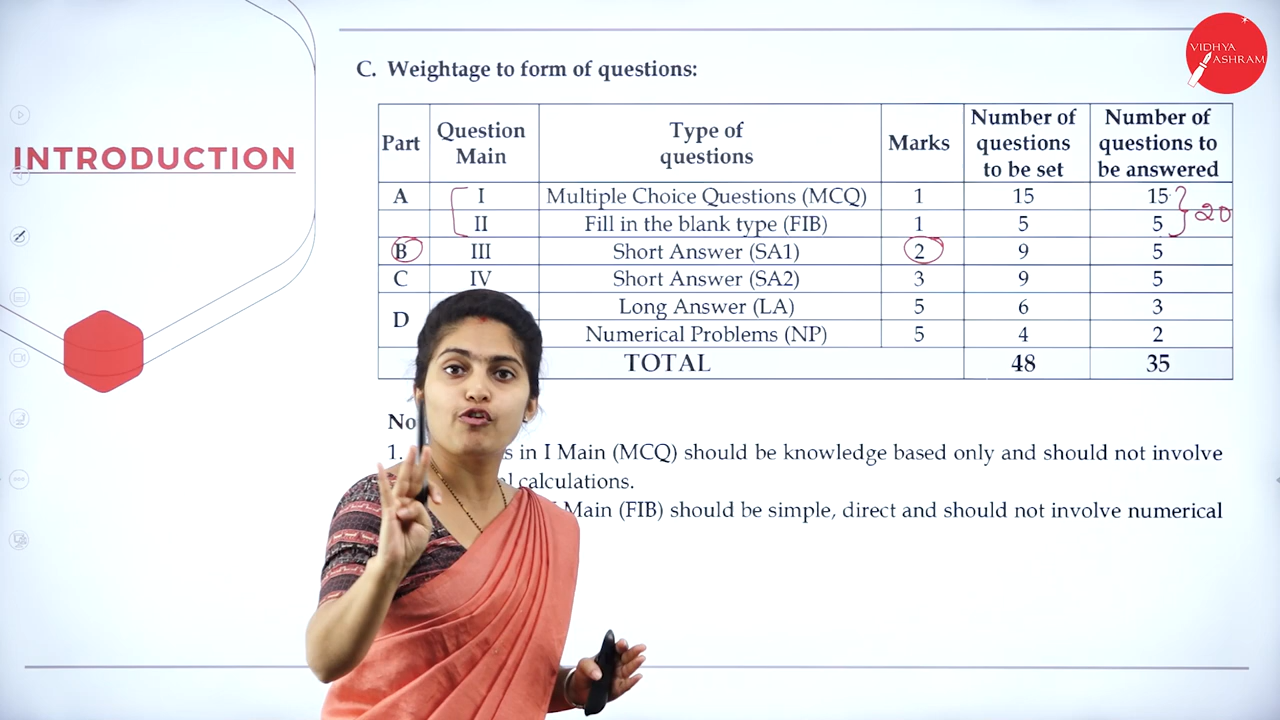 VIDHYA
ASHRAM
C. Weightage to form of questions:
INTRODUCTION
Part Question Main Type of questions Marks Number of questions to be set Number of questions to be answered
A I Multiple Choice Questions (MCQ) 1 15 15
II Fill in the blank type (FIB) 1 5 5
20
B III Short Answer (SA1) 2 9 5
C IV Short Answer (SA2) 3 9 5
D Long Answer (LA) 5 6 3
Numerical Problems (NP) 5 4 2
TOTAL 48 35
1. in I Main (MCQ) should be knowledge based only and should not involve
calculations.
Main (FIB) should be simple, direct and should not involve numerical